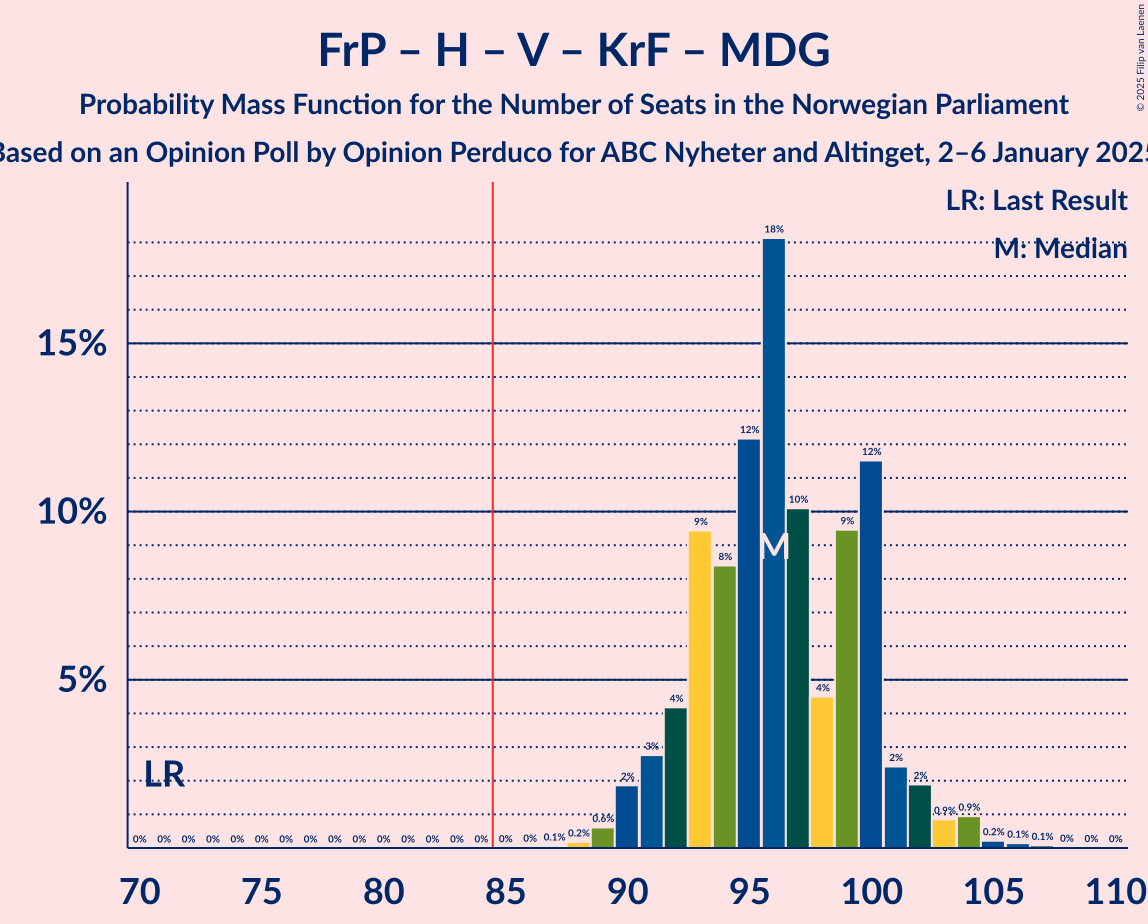 FrP – H – V – KrF – MDG
Probability Mass Function for the Number of Seats in the Norwegian Parliament
Based on an Opinion Poll by Opinion Perduco for ABC Nyheter and Altinget, 2–6 January 2025
© 2025 Filip van Laenen
LR: Last Result
M: Median
18%
15%
12% 12%
10% 10%
9% 9%
8%
M
5%
4% 4%
3%
LR
2% 2% 2%
0% 0% 0% 0% 0% 0% 0% 0% 0% 0% 0% 0% 0% 0% 0% 0% 0% 0.1% 0.2% 0.6% 0.9% 0.9% 0.2% 0.1% 0.1% 0% 0% 0%
70 75 80 85 90 95 100 105 110